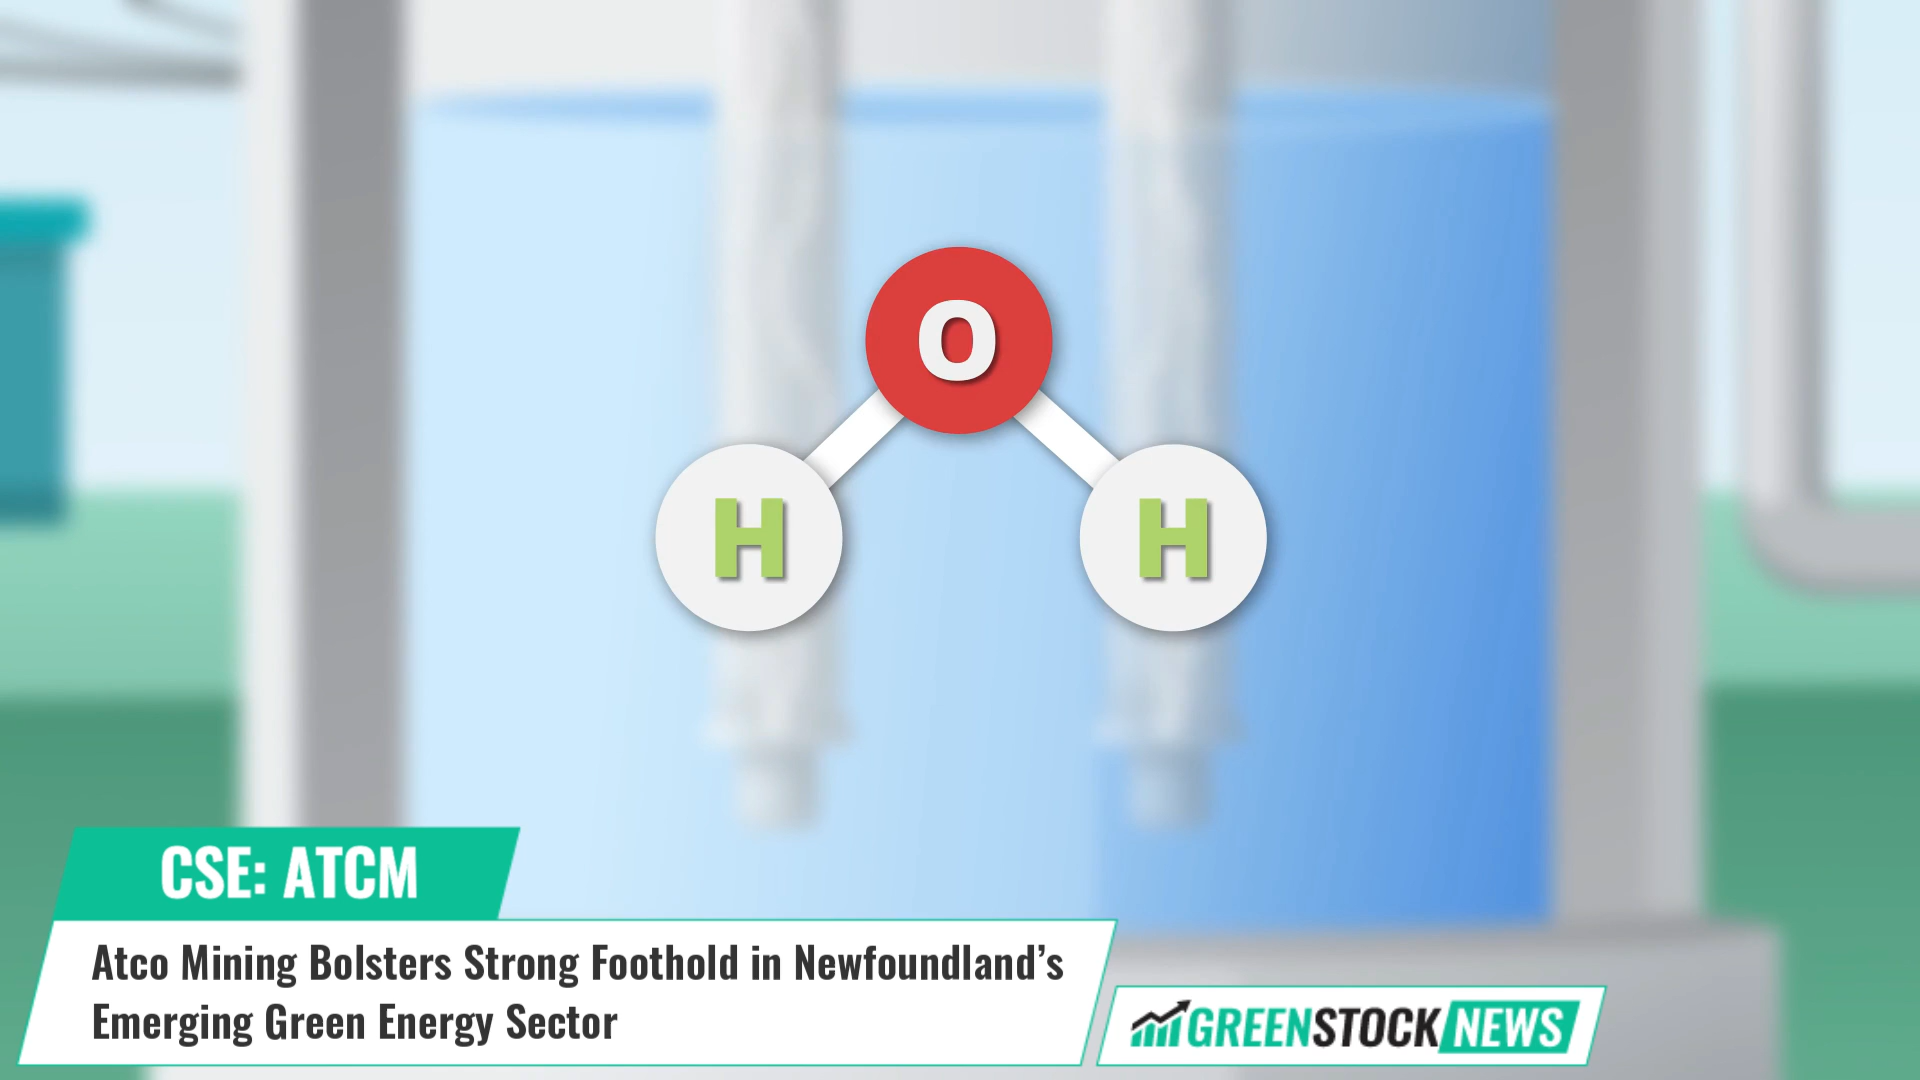 O
H H
CSE: ATCM
Atco Mining Bolsters Strong Foothold in Newfoundland’s
Emerging Green Energy Sector
GREENSTOCK NEWS